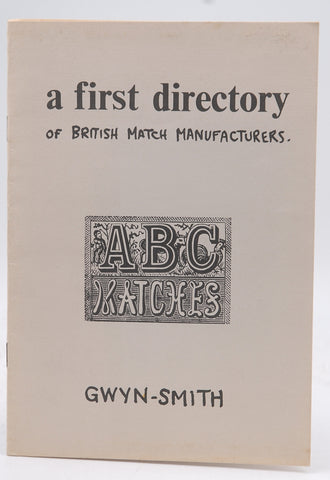 a first directory
OF BRITISH MATCH MANUFACTURERS.
ABC
MATCHES
GWYN-SMITH